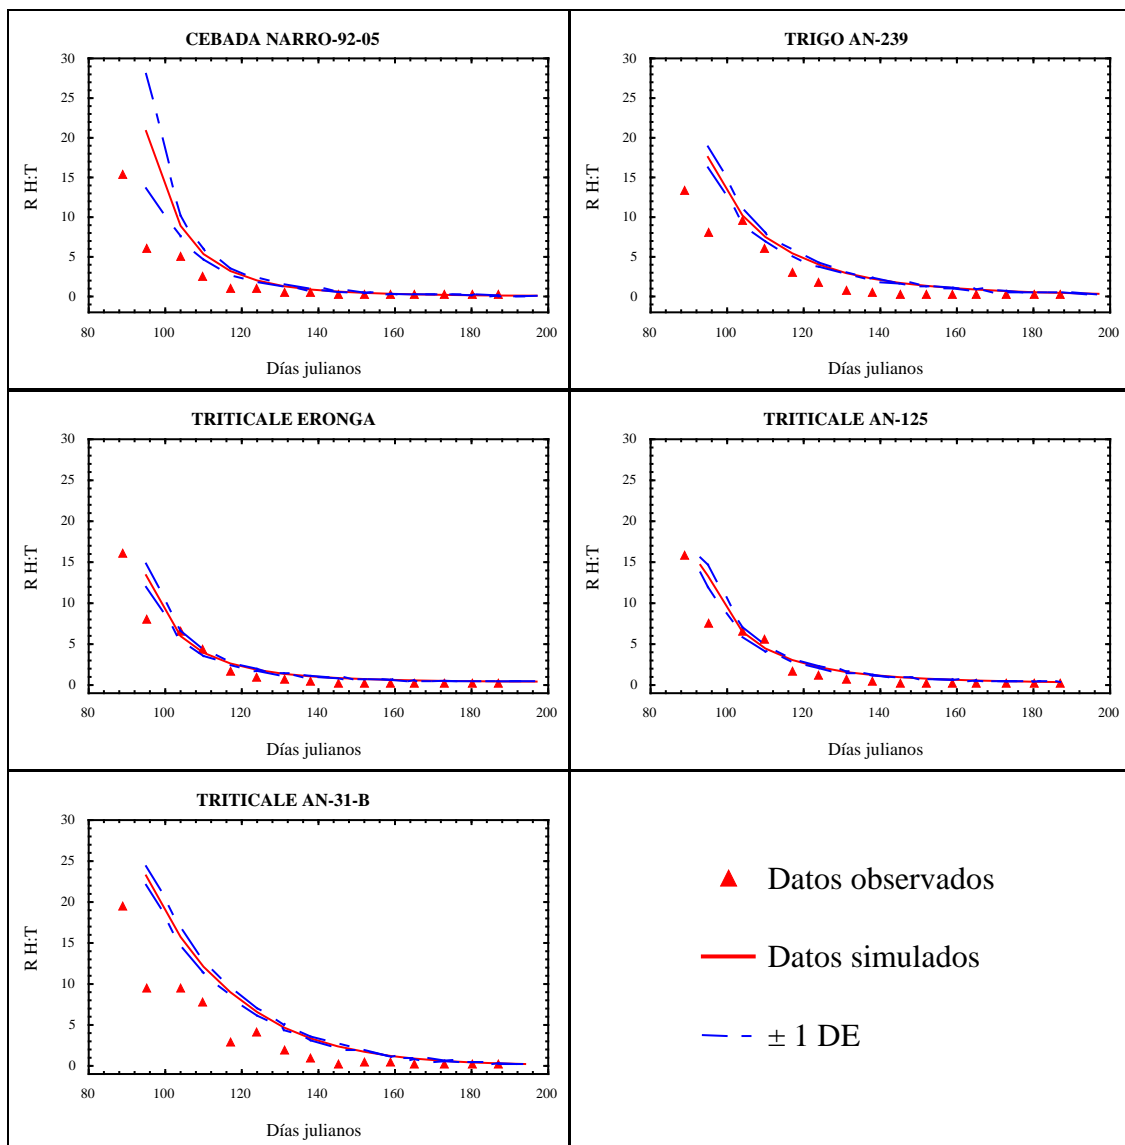 CEBADA NARRO-92-05
30
25
20
15
10
5
0
R H:T
80 100 120 140 160 180 200
Días julianos
TRIGO AN-239
30
25
20
15
10
5
0
R H:T
80 100 120 140 160 180 200
Días julianos
TRITICALE ERONGA
30
25
20
15
10
5
0
R H:T
80 100 120 140 160 180 200
Días julianos
TRITICALE AN-125
30
25
20
15
10
5
0
R H:T
80 100 120 140 160 180 200
Días julianos
TRITICALE AN-31-B
30
25
20
15
10
5
0
R H:T
80 100 120 140 160 180 200
Días julianos
Datos observados
Datos simulados
± 1 DE